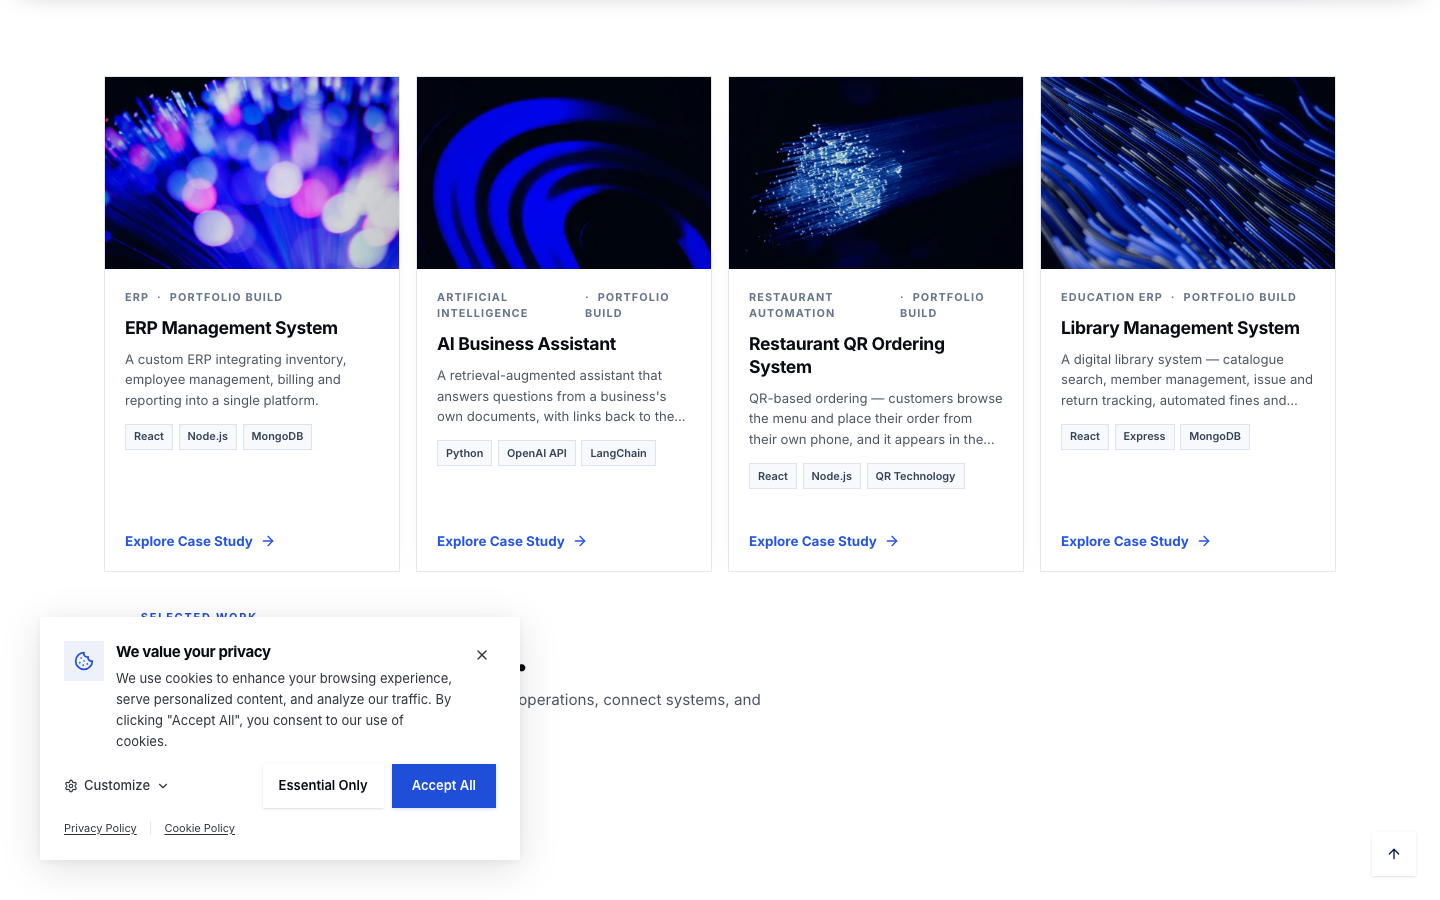 ERP · PORTFOLIO BUILD
ERP Management System
A custom ERP integrating inventory,
employee management, billing and
reporting into a single platform.
React Node.js MongoDB
Explore Case Study
ARTIFICIAL INTELLIGENCE · PORTFOLIO BUILD
AI Business Assistant
A retrieval-augmented assistant that
answers questions from a business's
own documents, with links back to the...
Python OpenAI API LangChain
Explore Case Study
RESTAURANT AUTOMATION · PORTFOLIO BUILD
Restaurant QR Ordering
System
QR-based ordering — customers browse
the menu and place their order from
their own phone, and it appears in the...
React Node.js QR Technology
Explore Case Study
EDUCATION ERP · PORTFOLIO BUILD
Library Management System
A digital library system — catalogue
search, member management, issue and
return tracking, automated fines and...
React Express MongoDB
Explore Case Study
SELECTED WORK
operations, connect systems, and
We value your privacy
We use cookies to enhance your browsing experience,
serve personalized content, and analyze our traffic. By
clicking "Accept All", you consent to our use of
cookies.
Customize
Essential Only
Accept All
Privacy Policy
Cookie Policy